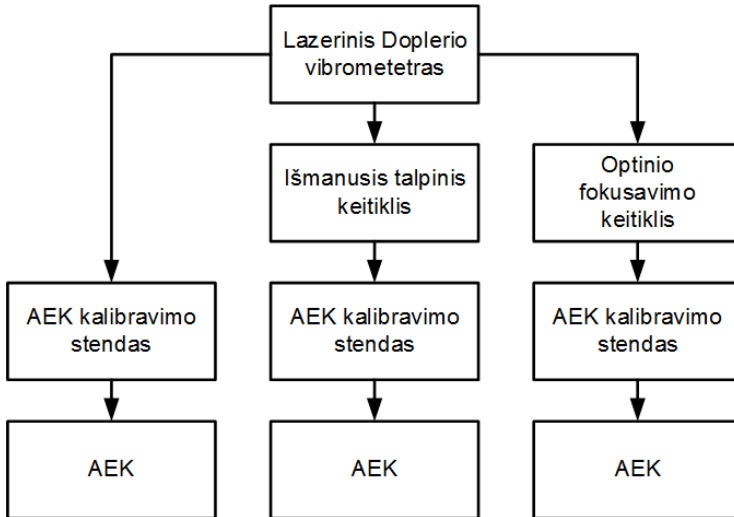 Lazerinis Doplerio
vibrometetras
Išmanusis talpinis
keitiklis
Optinio
fokusavimo
keitiklis
AEK kalibravimo
stendas
AEK kalibravimo
stendas
AEK kalibravimo
stendas
AEK
AEK
AEK